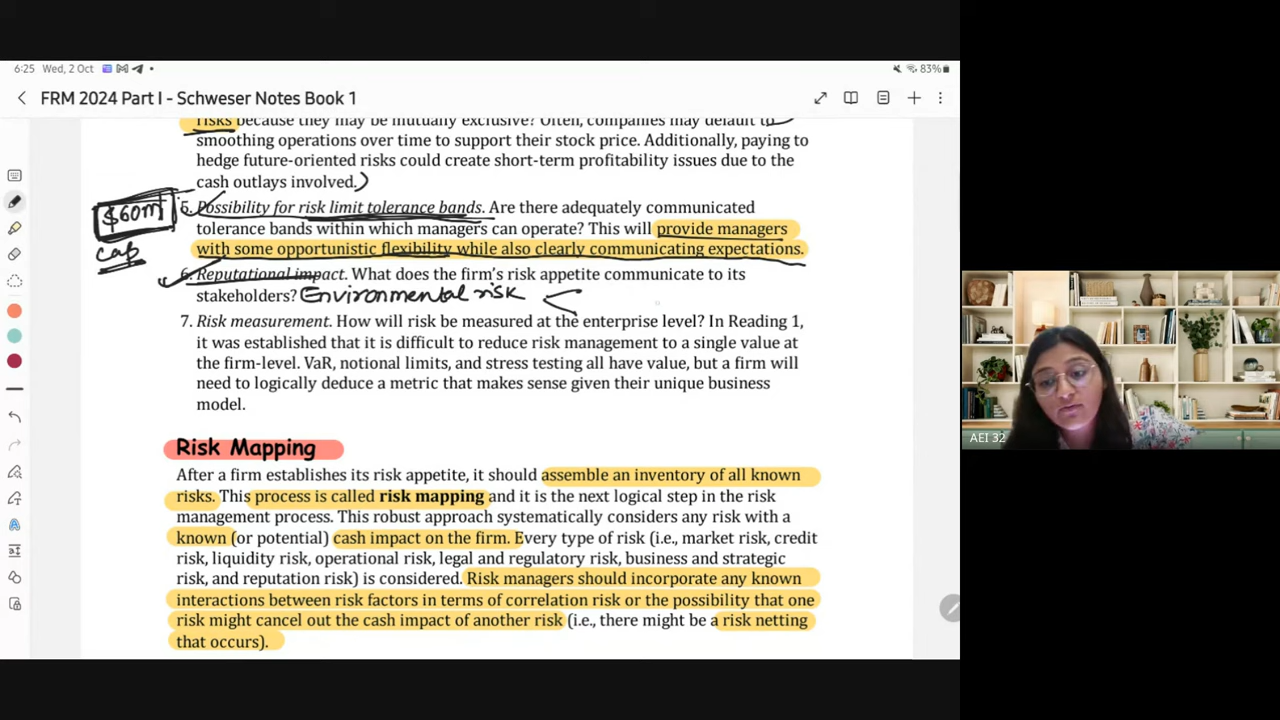 6:25 Wed, 2 Oct
83%
FRM 2024 Part I - Schweser Notes Book 1
risks because they may be mutually exclusive? Often, companies may default to
smoothing operations over time to support their stock price. Additionally, paying to
hedge future-oriented risks could create short-term profitability issues due to the
cash outlays involved.
$60m
cap
5. Possibility for risk limit tolerance bands. Are there adequately communicated
tolerance bands within which managers can operate? This will provide managers
with some opportunistic flexibility while also clearly communicating expectations.
6. Reputational impact. What does the firm's risk appetite communicate to its
stakeholders? Environmental risk
7. Risk measurement. How will risk be measured at the enterprise level? In Reading 1,
it was established that it is difficult to reduce risk management to a single value at
the firm-level. VaR, notional limits, and stress testing all have value, but a firm will
need to logically deduce a metric that makes sense given their unique business
model.
Risk Mapping
After a firm establishes its risk appetite, it should assemble an inventory of all known
risks. This process is called risk mapping and it is the next logical step in the risk
management process. This robust approach systematically considers any risk with a
known (or potential) cash impact on the firm. Every type of risk (i.e., market risk, credit
risk, liquidity risk, operational risk, legal and regulatory risk, business and strategic
risk, and reputation risk) is considered. Risk managers should incorporate any known
interactions between risk factors in terms of correlation risk or the possibility that one
risk might cancel out the cash impact of another risk (i.e., there might be a risk netting
that occurs).
AEI 32